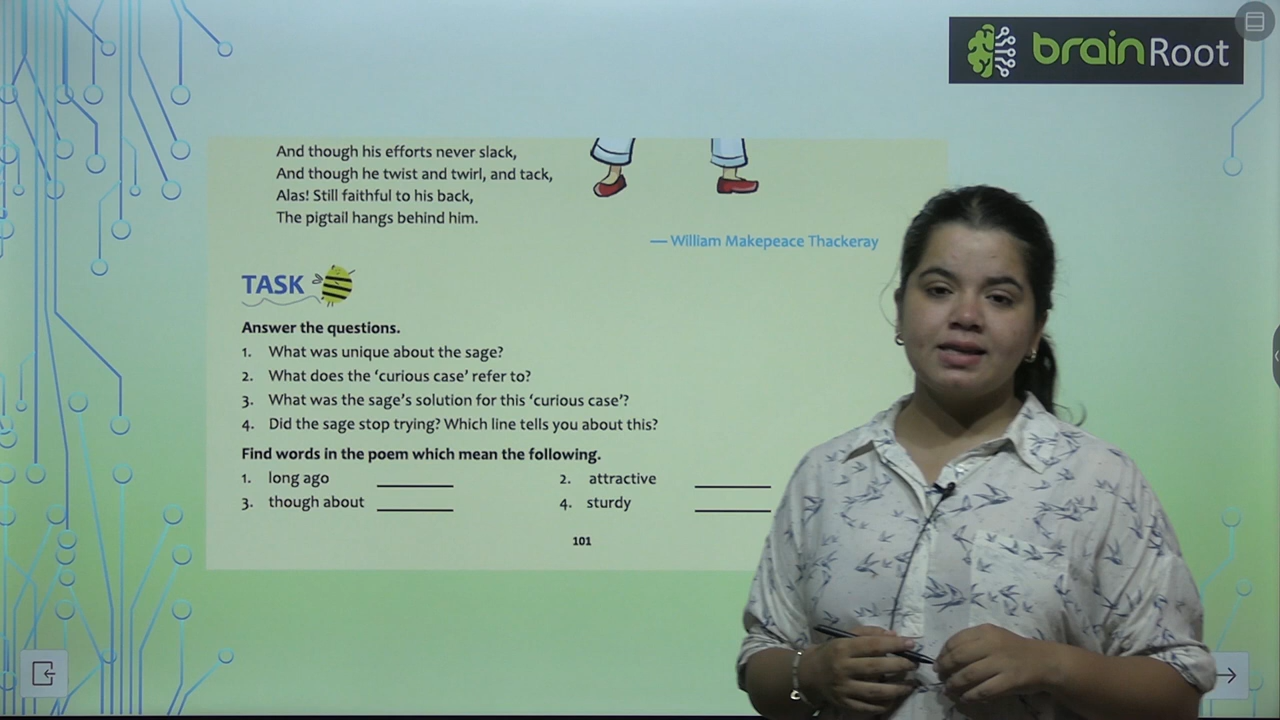 brainRoot
And though his efforts never slack,
And though he twist and twirl, and tack,
Alas! Still faithful to his back,
The pigtail hangs behind him.
— William Makepeace Thackeray
TASK
Answer the questions.
1. What was unique about the sage?
2. What does the ‘curious case’ refer to?
3. What was the sage’s solution for this ‘curious case’?
4. Did the sage stop trying? Which line tells you about this?
Find words in the poem which mean the following.
1. long ago 2. attractive
3. though about 4. sturdy
101